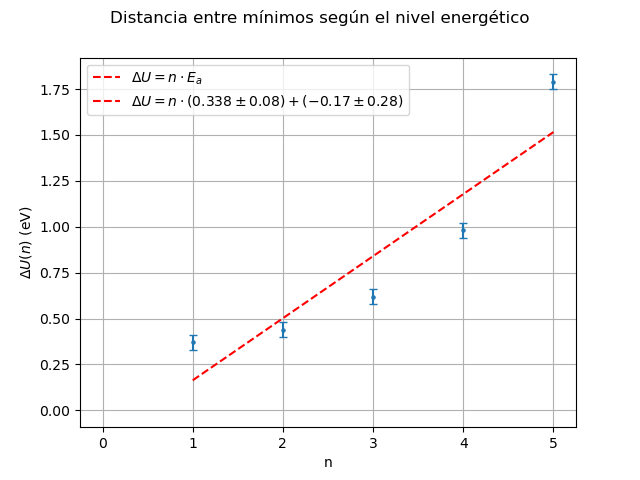 Distancia entre mínimos según el nivel energético
ΔU = n · E_a
ΔU = n · (0.338 ± 0.08) + (−0.17 ± 0.28)
ΔU(n) (eV)
1.75
1.50
1.25
1.00
0.75
0.50
0.25
0.00
0 1 2 3 4 5
n